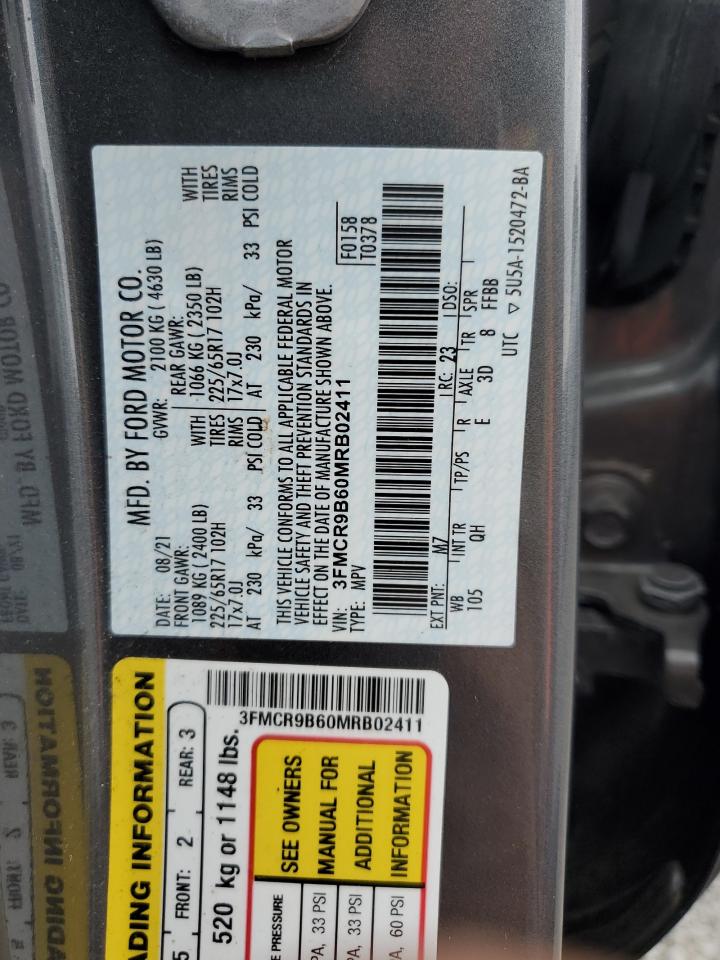 MFD. BY FORD MOTOR CO.
DATE: 08/21 GVWR: 2100 KG ( 4630 LB)
FRONT GAWR: REAR GAWR: WITH
1089 KG ( 2400 LB) WITH 1066 KG ( 2350 LB) TIRES
225/65R17 102H TIRES 225/65R17 102H RIMS
17x7.0J RIMS 17x7.0J
AT 230 kPa/ 33 PSI COLD AT 230 kPa/ 33 PSI COLD
THIS VEHICLE CONFORMS TO ALL APPLICABLE FEDERAL MOTOR
VEHICLE SAFETY AND THEFT PREVENTION STANDARDS IN
EFFECT ON THE DATE OF MANUFACTURE SHOWN ABOVE.
VIN: 3FMCR9B60MRB02411 F0158
TYPE: MPV T0378
EXT PNT: M7 RC: 23 DSO:
WB INT TR TP/PS R AXLE TR SPR
105 QH E 3D 8 FFBB
UTC ▽ 5U5A-1520472-BA
ADING INFORMATION
5 FRONT: 2 REAR: 3
520 kg or 1148 lbs.
3FMCR9B60MRB02411
E PRESSURE
PA, 33 PSI
PA, 33 PSI
A, 60 PSI
SEE OWNERS
MANUAL FOR
ADDITIONAL
INFORMATION